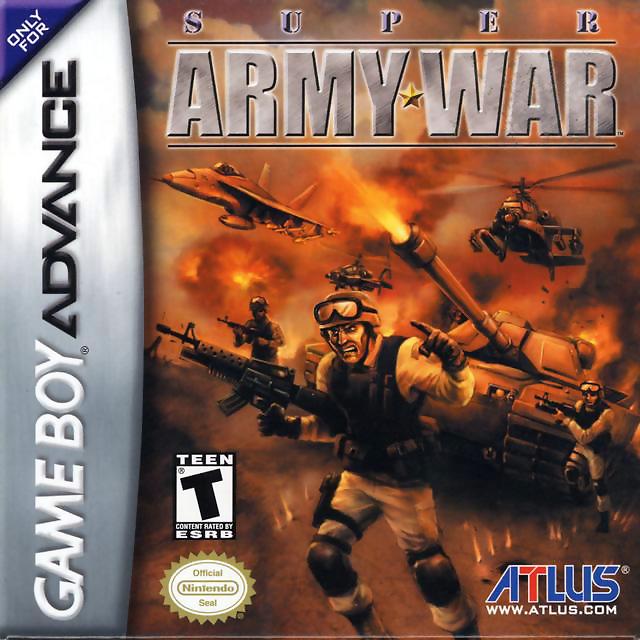 ONLY
FOR
GAME BOY ADVANCE
®
SUPER
ARMY★WAR
™
TEEN
®
T
CONTENT RATED BY
ESRB
Official
Nintendo
Seal
ATLUS®
WWW.ATLUS.COM